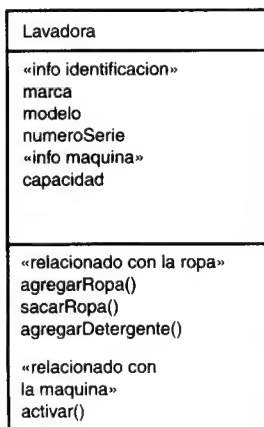 Lavadora
«info identificacion»
marca
modelo
numeroSerie
«info maquina»
capacidad
«relacionado con la ropa»
agregarRopa()
sacarRopa()
agregarDetergente()
«relacionado con
la maquina»
activar()